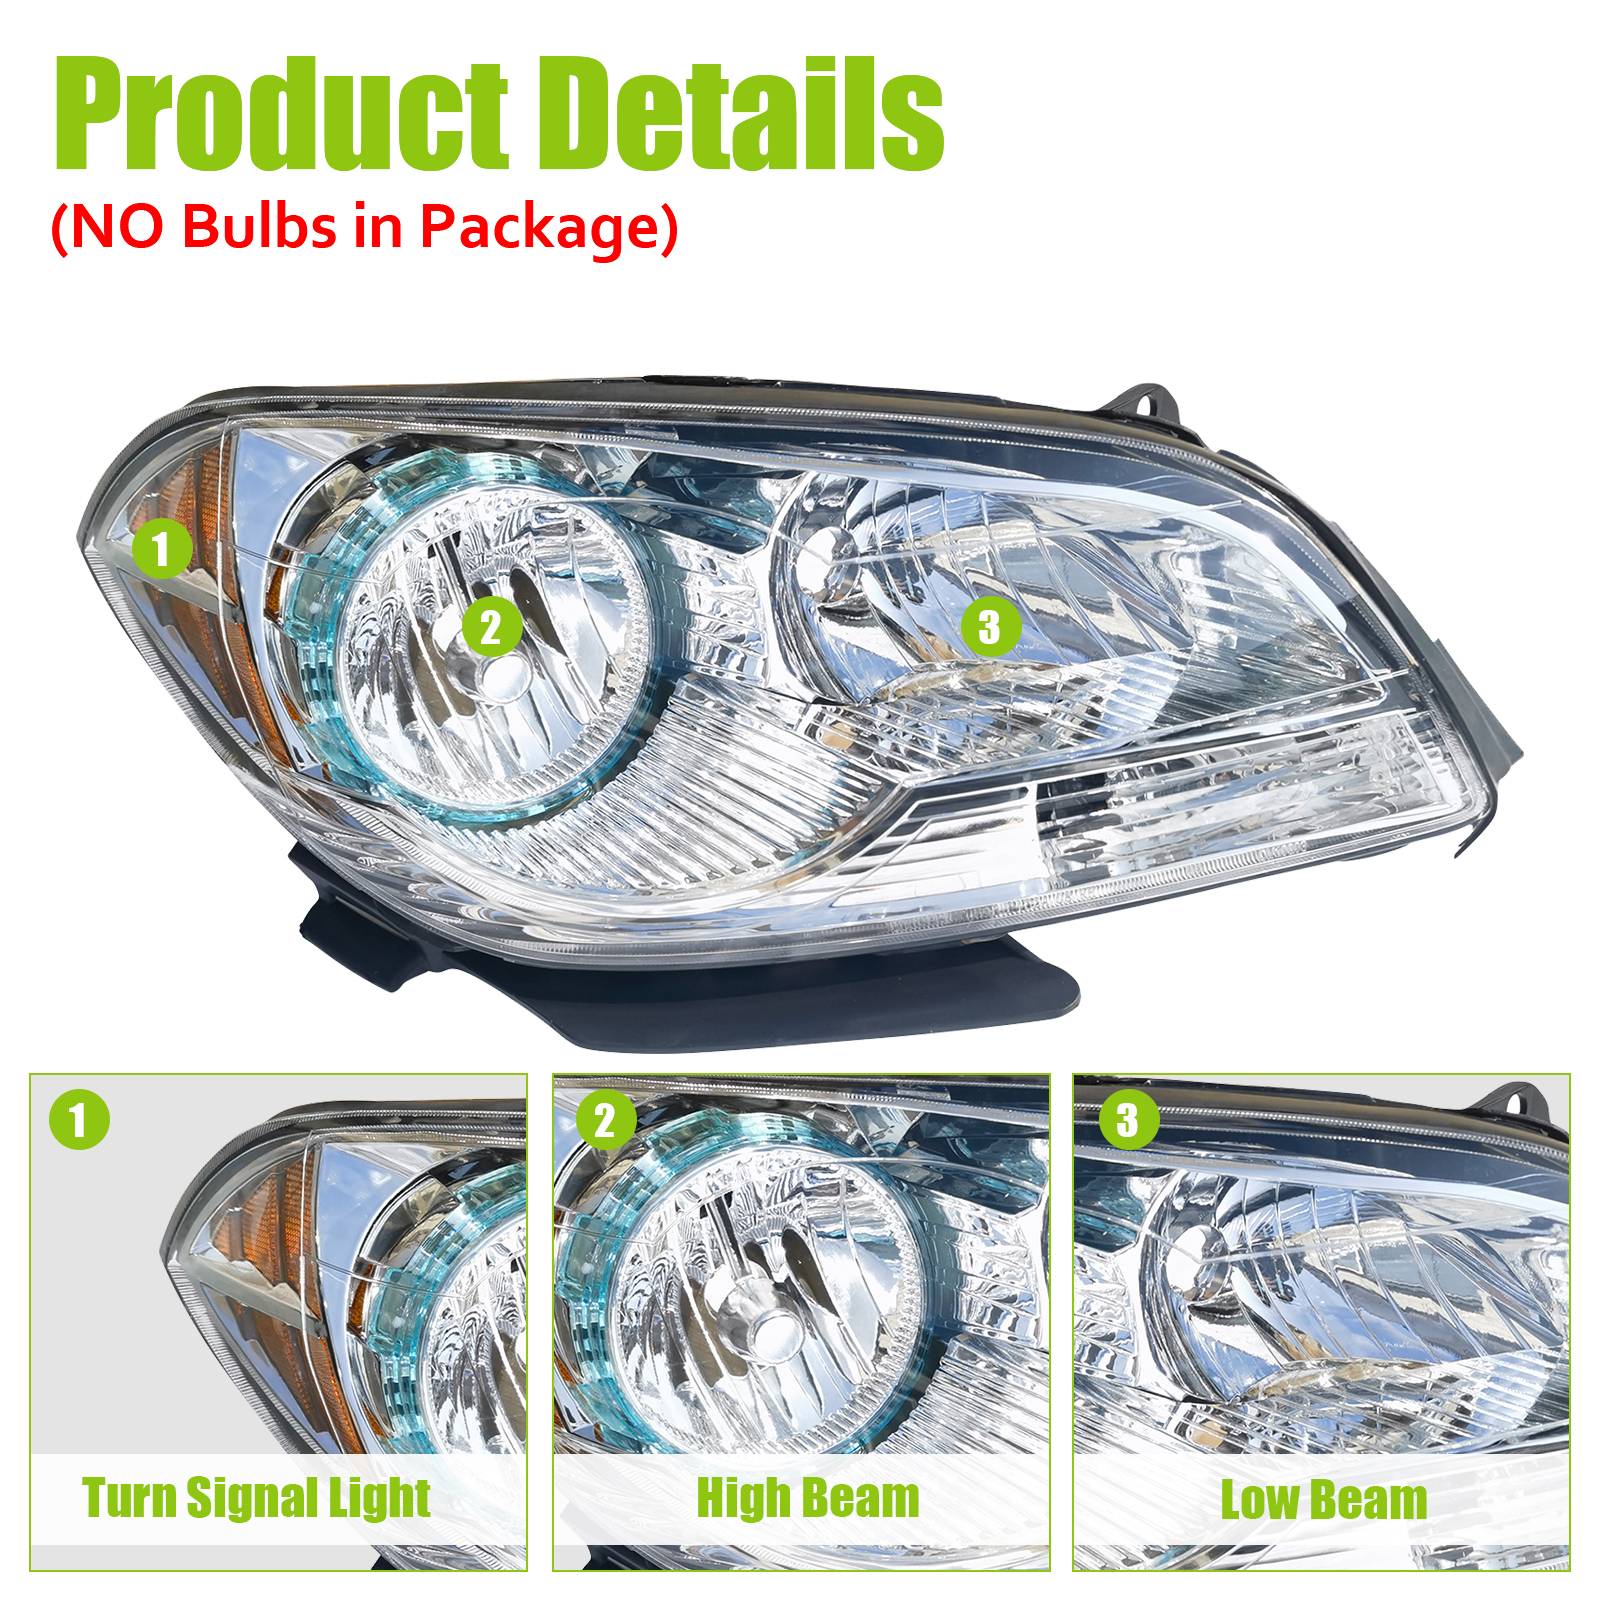 Product Details
(NO Bulbs in Package)
1
2
3
1
2
3
Turn Signal Light
High Beam
Low Beam